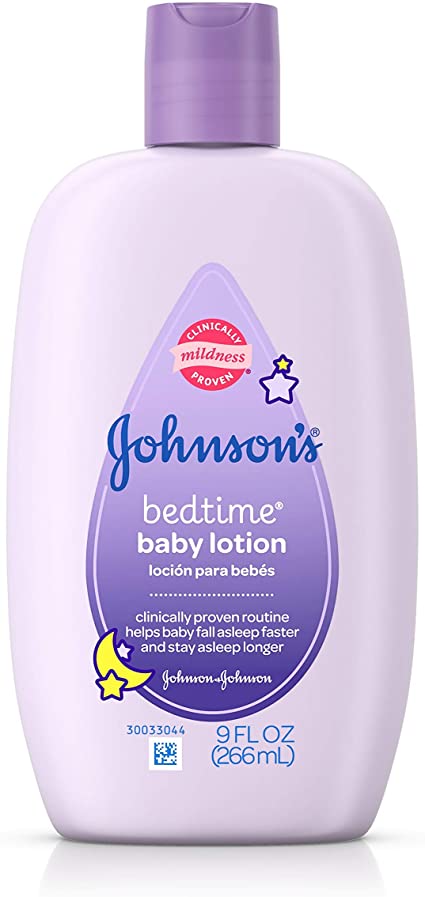 CLINICALLY
mildness
PROVEN®
Johnson's®
bedtime®
baby lotion
loción para bebés
clinically proven routine
helps baby fall asleep faster
and stay asleep longer
Johnson & Johnson
30033044
9 FL OZ
(266 mL)